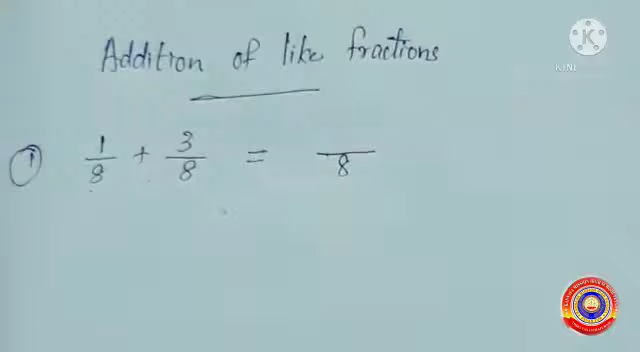 Addition of like fractions
① 1/8 + 3/8 = /8
K